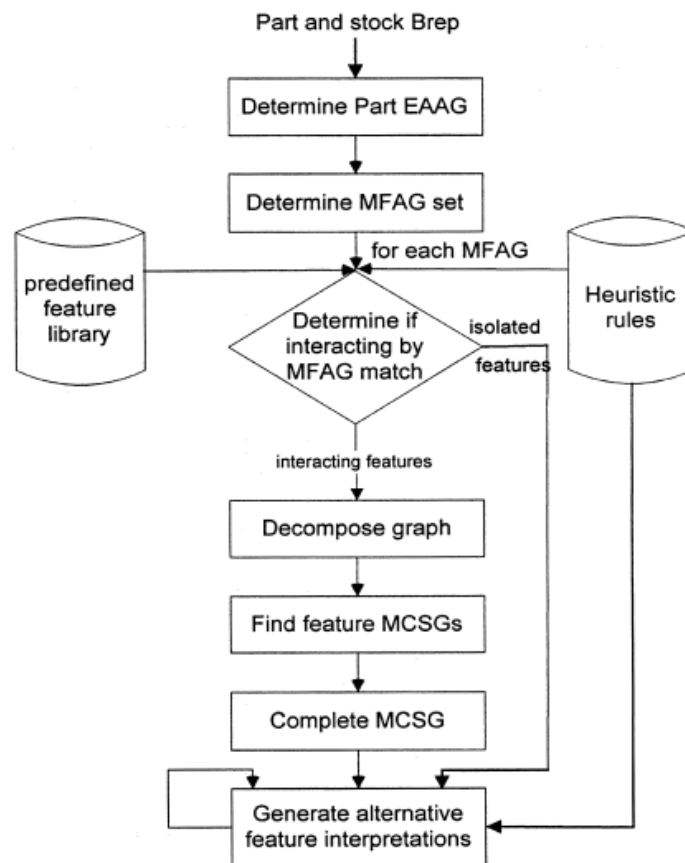 Part and stock Brep
Determine Part EAAG
Determine MFAG set
for each MFAG
predefined
feature
library
Heuristic
rules
Determine if
interacting by
MFAG match
isolated
features
interacting features
Decompose graph
Find feature MCSGs
Complete MCSG
Generate alternative
feature interpretations